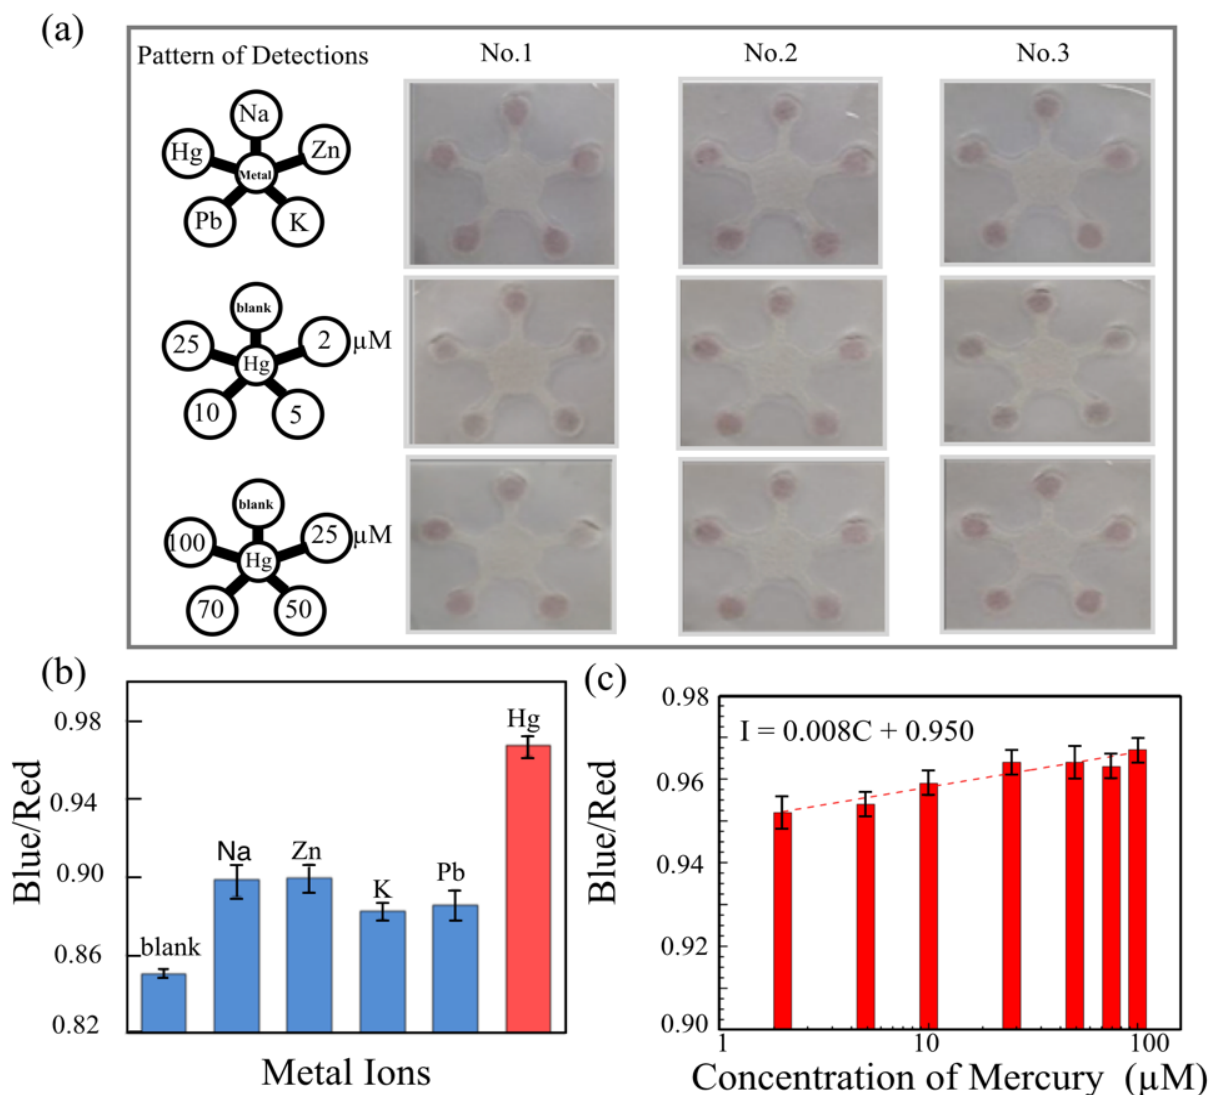 (a)
Pattern of Detections No.1 No.2 No.3
Na
Hg Zn
Metal
Pb K
blank
25 2 µM
Hg
10 5
blank
100 25 µM
Hg
70 50
(b)
Blue/Red
0.98
0.94
0.90
0.86
0.82
blank
Na
Zn
K
Pb
Hg
Metal Ions
(c)
Blue/Red
0.98
0.96
0.94
0.92
0.90
I = 0.008C + 0.950
1 10 100
Concentration of Mercury (µM)